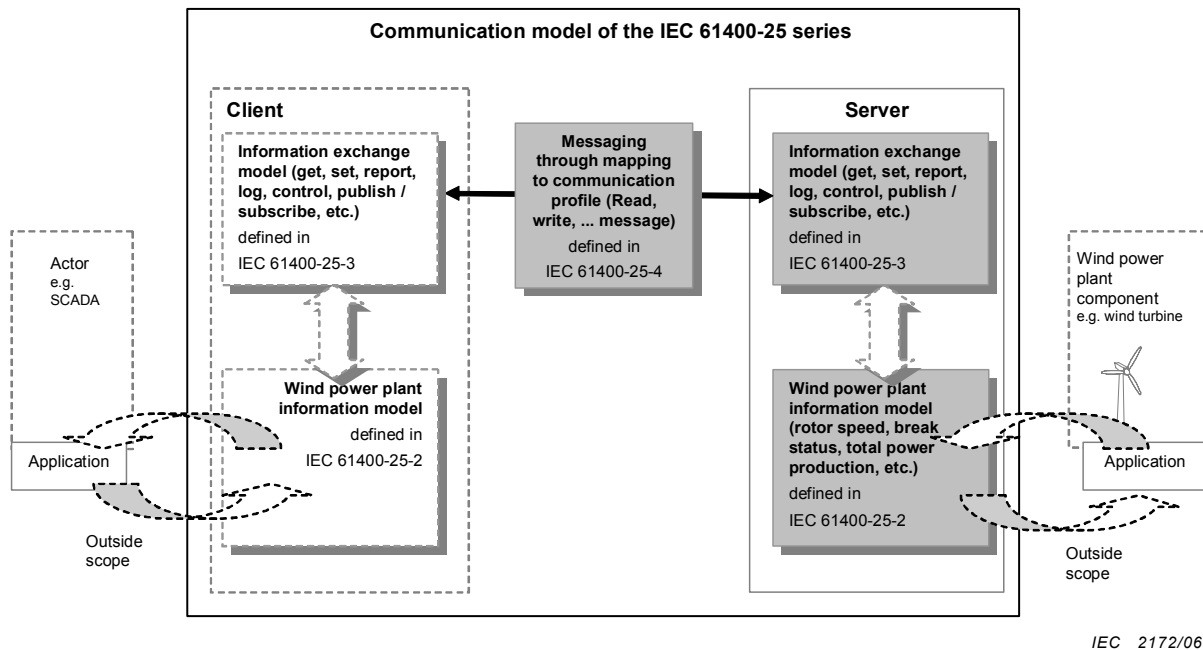 Communication model of the IEC 61400-25 series
Client
Information exchange
model (get, set, report,
log, control, publish /
subscribe, etc.)
defined in
IEC 61400-25-3
Messaging
through mapping
to communication
profile (Read,
write, ... message)
defined in
IEC 61400-25-4
Server
Information exchange
model (get, set, report,
log, control, publish /
subscribe, etc.)
defined in
IEC 61400-25-3
Actor
e.g.
SCADA
Application
Outside
scope
Wind power plant
information model
defined in
IEC 61400-25-2
Wind power plant
information model
(rotor speed, break
status, total power
production, etc.)
defined in
IEC 61400-25-2
Wind power
plant
component
e.g. wind turbine
Application
Outside
scope
IEC 2172/06